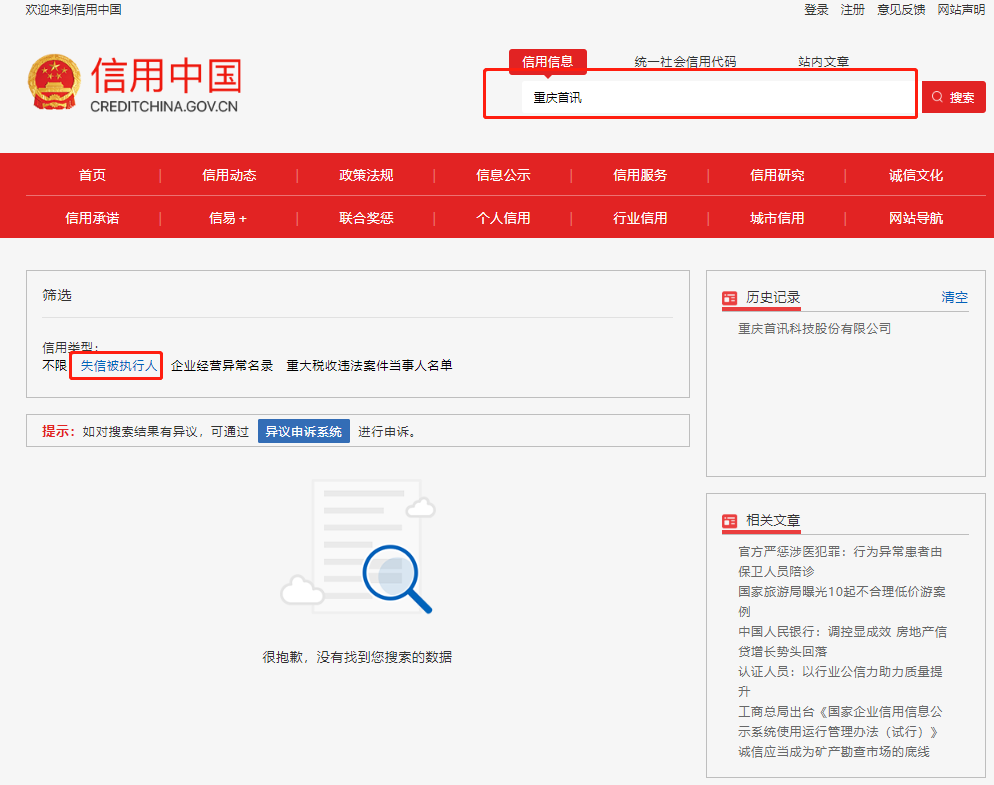 欢迎来到信用中国
登录 注册 意见反馈 网站声明
信用中国
CREDITCHINA.GOV.CN
信用信息 统一社会信用代码 站内文章
重庆首讯
搜索
首页 | 信用动态 | 政策法规 | 信息公示 | 信用服务 | 信用研究 | 诚信文化
信用承诺 | 信易+ | 联合奖惩 | 个人信用 | 行业信用 | 城市信用 | 网站导航
筛选
信用类型：
不限 失信被执行人 企业经营异常名录 重大税收违法案件当事人名单
提示：如对搜索结果有异议，可通过 异议申诉系统 进行申诉。
很抱歉，没有找到您搜索的数据
历史记录 清空
重庆首讯科技股份有限公司
相关文章
官方严惩涉医犯罪：行为异常患者由
保卫人员陪诊
国家旅游局曝光10起不合理低价游案
例
中国人民银行：调控显成效 房地产信
贷增长势头回落
认证人员：以行业公信力助力质量提
升
工商总局出台《国家企业信用信息公
示系统使用运行管理办法（试行）》
诚信应当成为矿产勘查市场的底线